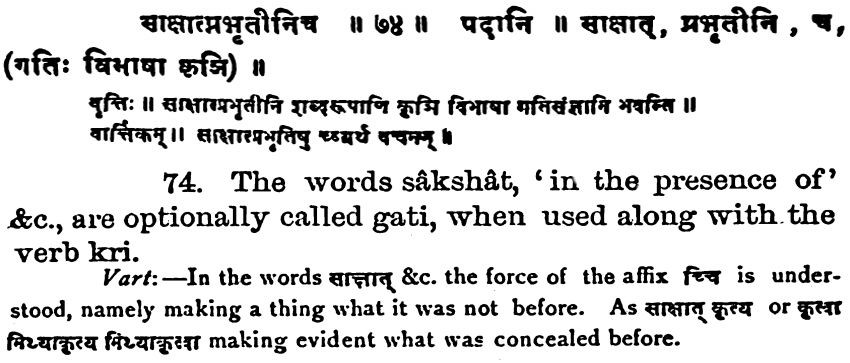 साक्षात्प्रभृतीनिच ॥ ७४ ॥ पदानि ॥ साक्षात्, प्रभृतीनि, च,
(गतिः विभाषा कृञि) ॥
वृत्तिः ॥ साक्षात्प्रभृतीनि शब्दरूपाणि कृञि विभाषा गतिसंज्ञानि भवन्ति ॥
वार्त्तिकम् ॥ साक्षात्प्रभृतिषु च्व्यर्थ वचनम् ॥
74. The words sâkshât, ‘in the presence of’
&c., are optionally called gati, when used along with the
verb kri.
Vart:—In the words साक्षात् &c. the force of the affix च्वि is under-
stood, namely making a thing what it was not before. As साक्षात् कृत्य or कृत्वा
मिथ्याकृत्य मिथ्याकृत्वा making evident what was concealed before.